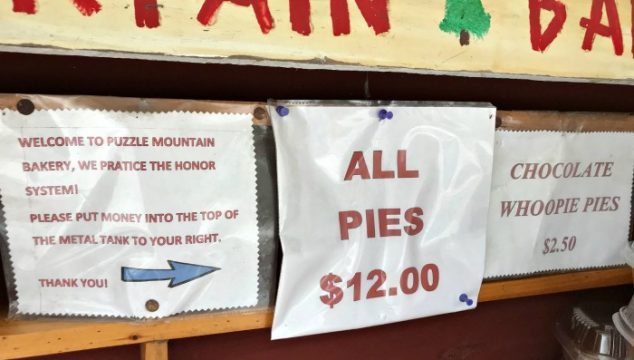 WELCOME TO PUZZLE MOUNTAIN
BAKERY, WE PRATICE THE HONOR
SYSTEM!
PLEASE PUT MONEY INTO THE TOP OF
THE METAL TANK TO YOUR RIGHT.
THANK YOU!
ALL
PIES
$12.00
CHOCOLATE
WHOOPIE PIES
$2.50